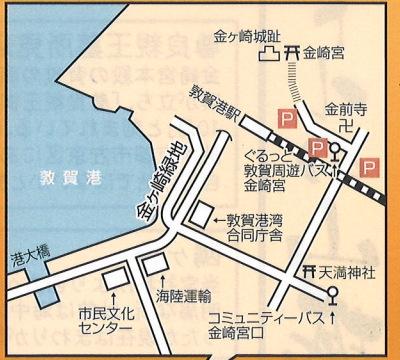 金ヶ崎城趾
金崎宮
敦賀港駅
金前寺
P
P
P
ぐるっと
敦賀周遊バス
金崎宮
金ヶ崎緑地
敦賀港
敦賀港湾
合同庁舎
港大橋
天満神社
海陸運輸
市民文化
センター
コミュニティーバス
金崎宮口